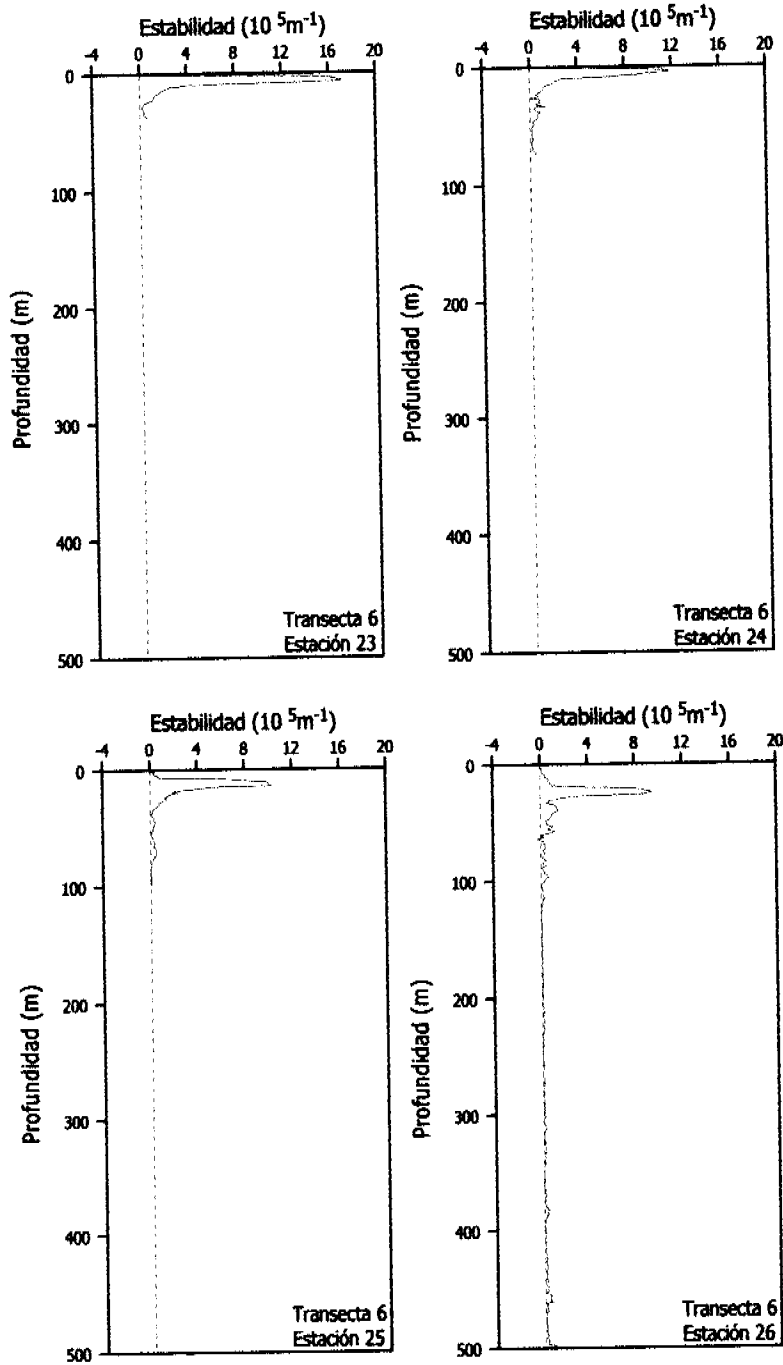 Estabilidad (10 5m-1)
-4 0 4 8 12 16 20
0
100
200
300
400
500
Profundidad (m)
Transecta 6
Estación 23
Estabilidad (10 5m-1)
-4 0 4 8 12 16 20
0
100
200
300
400
500
Profundidad (m)
Transecta 6
Estación 24
Estabilidad (10 5m-1)
-4 0 4 8 12 16 20
0
100
200
300
400
500
Profundidad (m)
Transecta 6
Estación 25
Estabilidad (10 5m-1)
-4 0 4 8 12 16 20
0
100
200
300
400
500
Profundidad (m)
Transecta 6
Estación 26